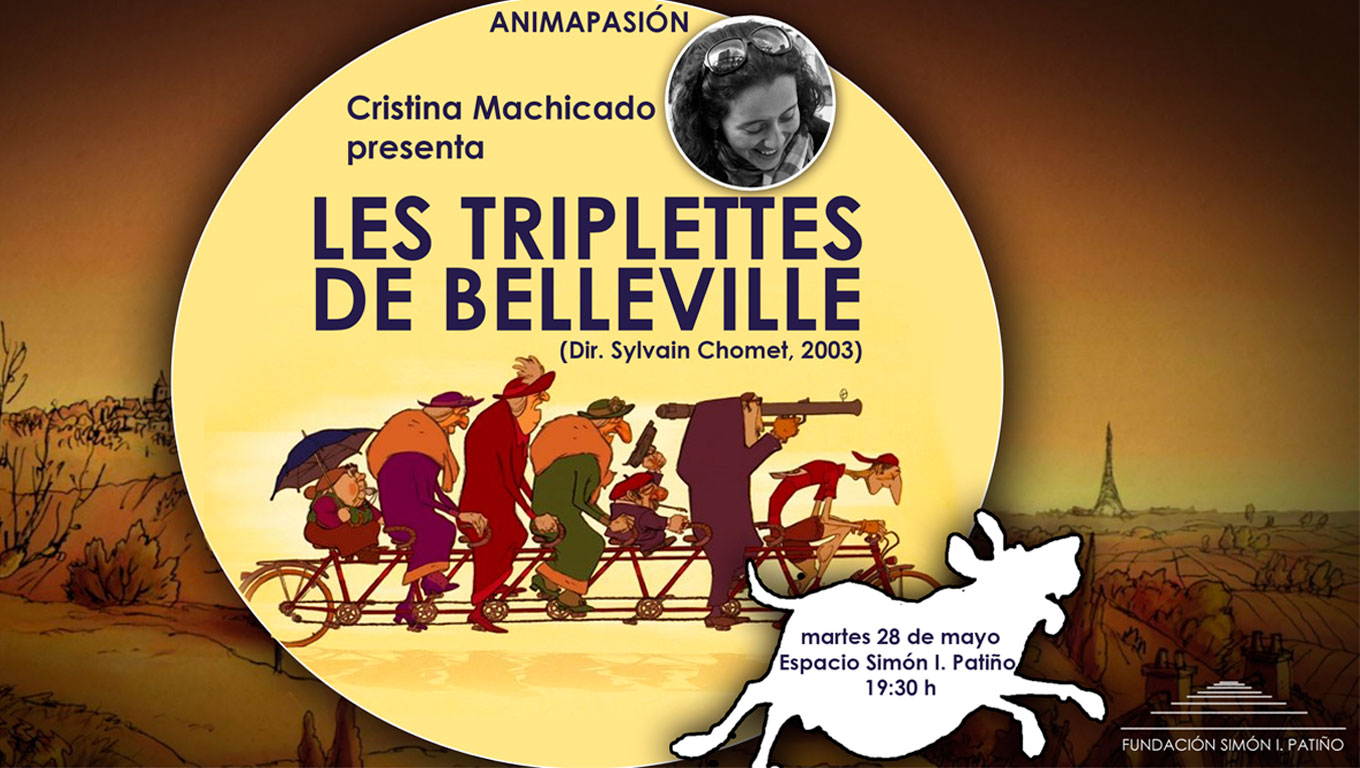 ANIMAPASIÓN
Cristina Machicado
presenta
LES TRIPLETTES
DE BELLEVILLE
(Dir. Sylvain Chomet, 2003)
martes 28 de mayo
Espacio Simón I. Patiño
19:30 h
FUNDACIÓN SIMÓN I. PATIÑO